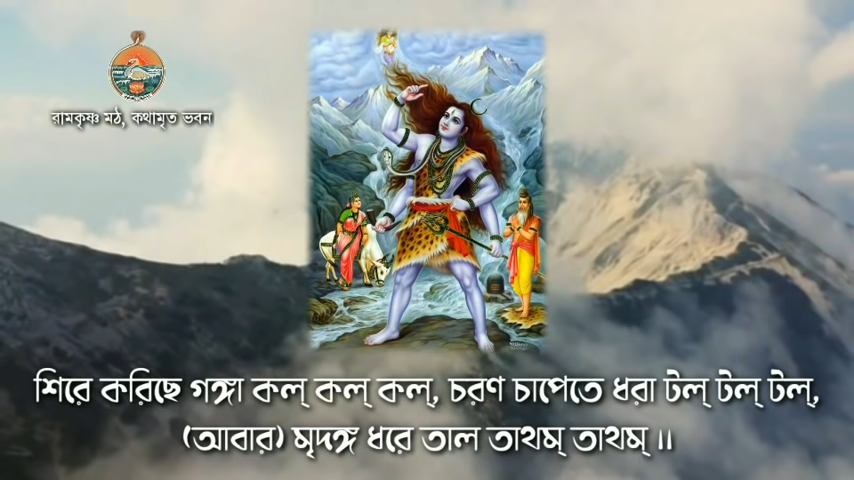 রামকৃষ্ণ মঠ, কথামৃত ভবন
শিরে করিছে গঙ্গা কল্ কল্ কল্, চরণ চাপেতে ধরা টল্ টল্ টল্,
(আবার) মৃদঙ্গ ধরে তাল তাথম্ তাথম্ ॥